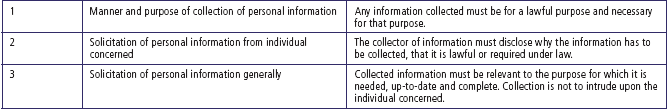 1 Manner and purpose of collection of personal information Any information collected must be for a lawful purpose and necessary
for that purpose.
2 Solicitation of personal information from individual The collector of information must disclose why the information has to
concerned be collected, that it is lawful or required under law.
3 Solicitation of personal information generally Collected information must be relevant to the purpose for which it is
needed, up-to-date and complete. Collection is not to intrude upon the
individual concerned.